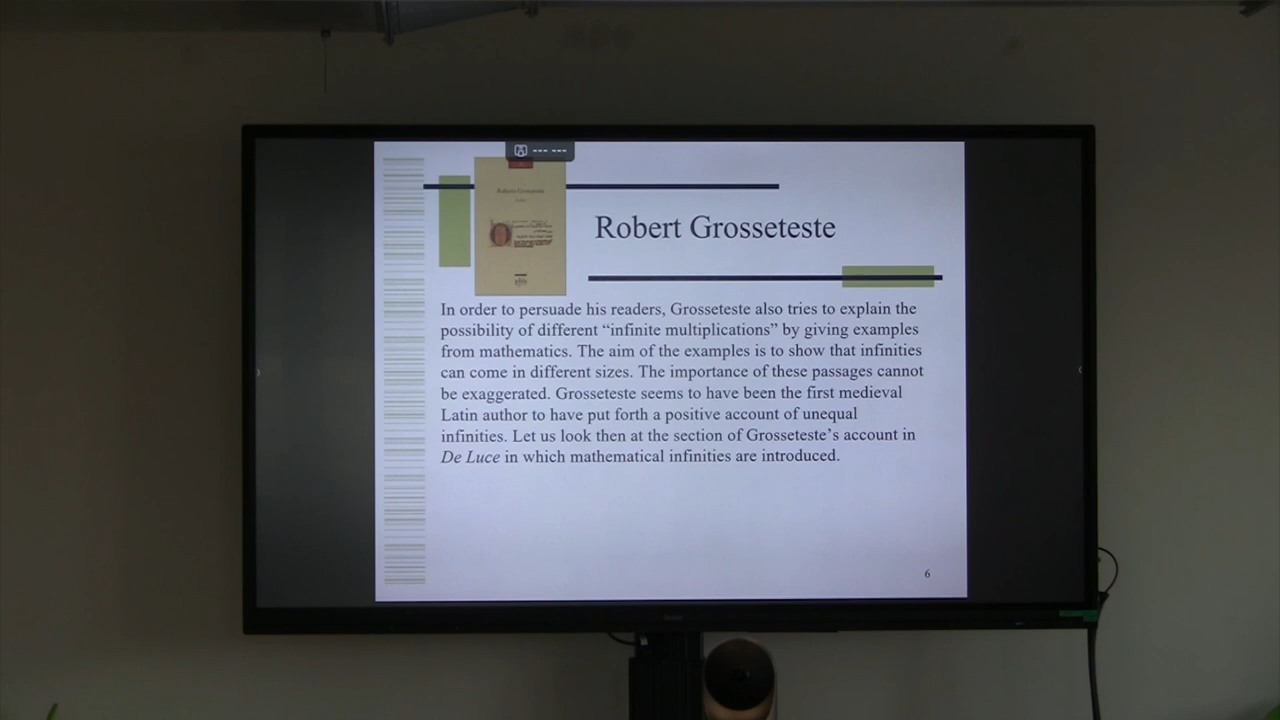 Robert Grosseteste
In order to persuade his readers, Grosseteste also tries to explain the
possibility of different “infinite multiplications” by giving examples
from mathematics. The aim of the examples is to show that infinities
can come in different sizes. The importance of these passages cannot
be exaggerated. Grosseteste seems to have been the first medieval
Latin author to have put forth a positive account of unequal
infinities. Let us look then at the section of Grosseteste’s account in
De Luce in which mathematical infinities are introduced.
6